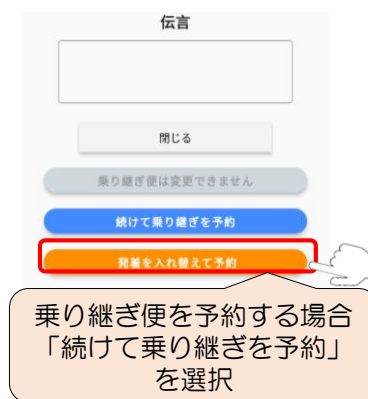 伝言
閉じる
乗り継ぎ便は変更できません
続けて乗り継ぎを予約
発着を入れ替えて予約
乗り継ぎ便を予約する場合
「続けて乗り継ぎを予約」
を選択